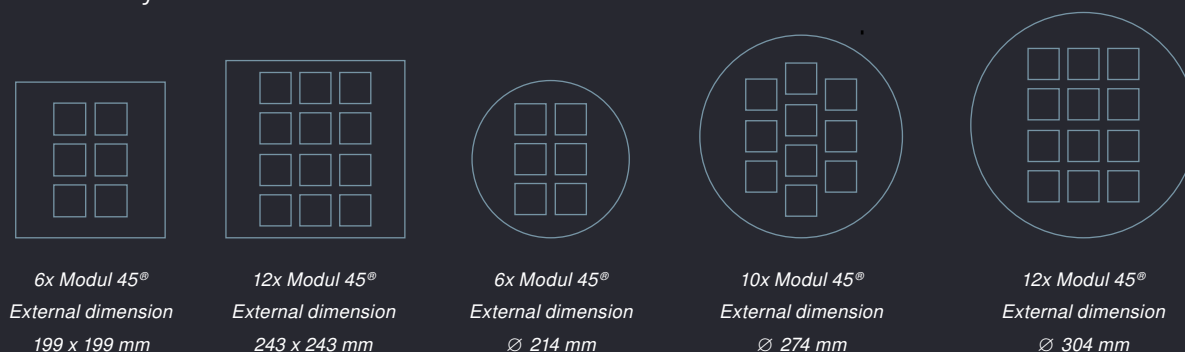 6x Modul 45®
External dimension
199 x 199 mm
12x Modul 45®
External dimension
243 x 243 mm
6x Modul 45®
External dimension
∅ 214 mm
10x Modul 45®
External dimension
∅ 274 mm
12x Modul 45®
External dimension
∅ 304 mm